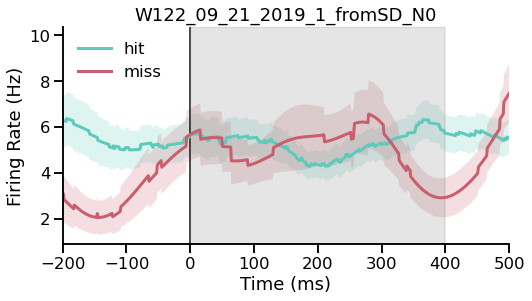 W122_09_21_2019_1_fromSD_N0
10
8
6
4
2
Firing Rate (Hz)
hit
miss
−200 −100 0 100 200 300 400 500
Time (ms)